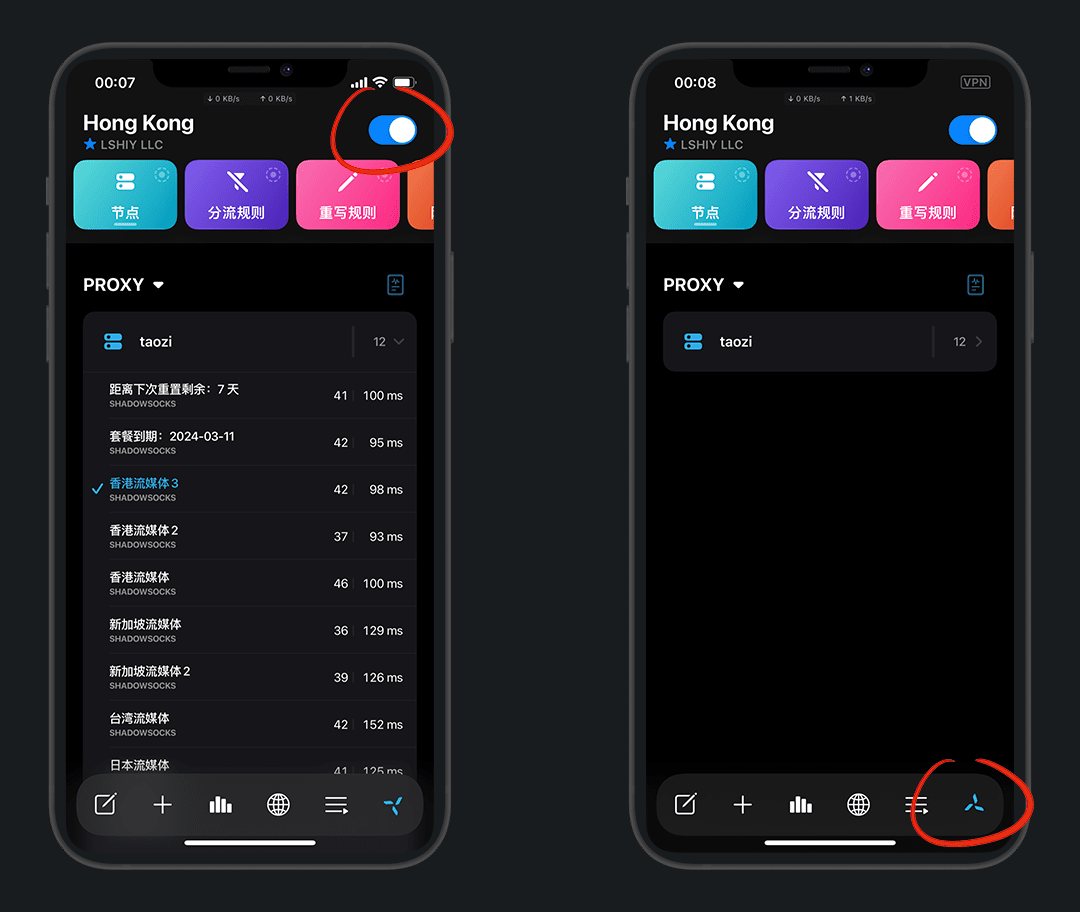 00:07
↓ 0 KB/s ↑ 0 KB/s
Hong Kong
LSHIY LLC
节点
分流规则
重写规则
PROXY
taozi
12
距离下次重置剩余：7 天
SHADOWSOCKS
41 100 ms
套餐到期：2024-03-11
SHADOWSOCKS
42 95 ms
香港流媒体 3
SHADOWSOCKS
42 98 ms
香港流媒体 2
SHADOWSOCKS
37 93 ms
香港流媒体
SHADOWSOCKS
46 100 ms
新加坡流媒体
SHADOWSOCKS
36 129 ms
新加坡流媒体 2
SHADOWSOCKS
39 126 ms
台湾流媒体
SHADOWSOCKS
42 152 ms
日本流媒体
41 125 ms
00:08
VPN
↓ 0 KB/s ↑ 1 KB/s
Hong Kong
LSHIY LLC
节点
分流规则
重写规则
PROXY
taozi
12